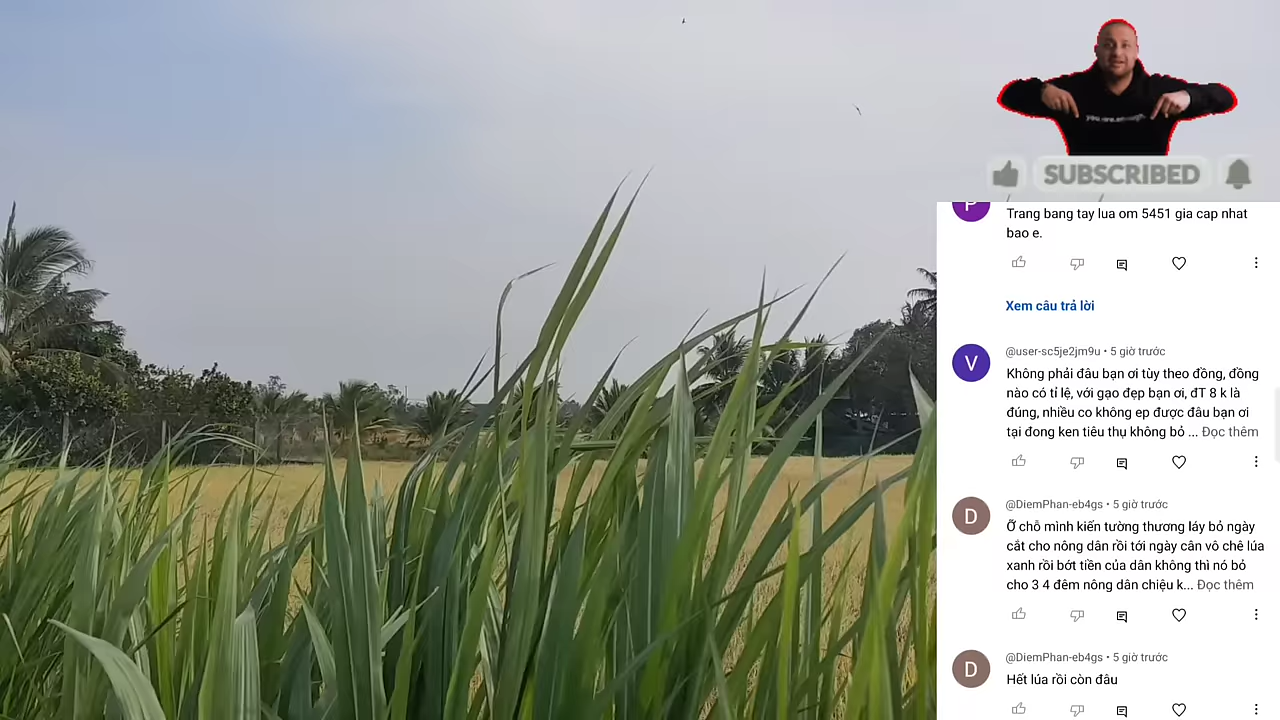 SUBSCRIBED
P
Trang bang tay lua om 5451 gia cap nhat
bao e.
Xem câu trả lời
V
@user-sc5je2jm9u • 5 giờ trước
Không phải đâu bạn ơi tùy theo đồng, đồng
nào có tỉ lệ, với gạo đẹp bạn ơi, đT 8 k là
đúng, nhiều co không ep được đâu bạn ơi
tại đong ken tiêu thụ không bỏ ... Đọc thêm
D
@DiemPhan-eb4gs • 5 giờ trước
Ở chỗ mình kiến tường thương láy bỏ ngày
cắt cho nông dân rồi tới ngày cân vô chê lúa
xanh rồi bớt tiền của dân không thì nó bỏ
cho 3 4 đêm nông dân chiệu k... Đọc thêm
D
@DiemPhan-eb4gs • 5 giờ trước
Hết lúa rồi còn đâu